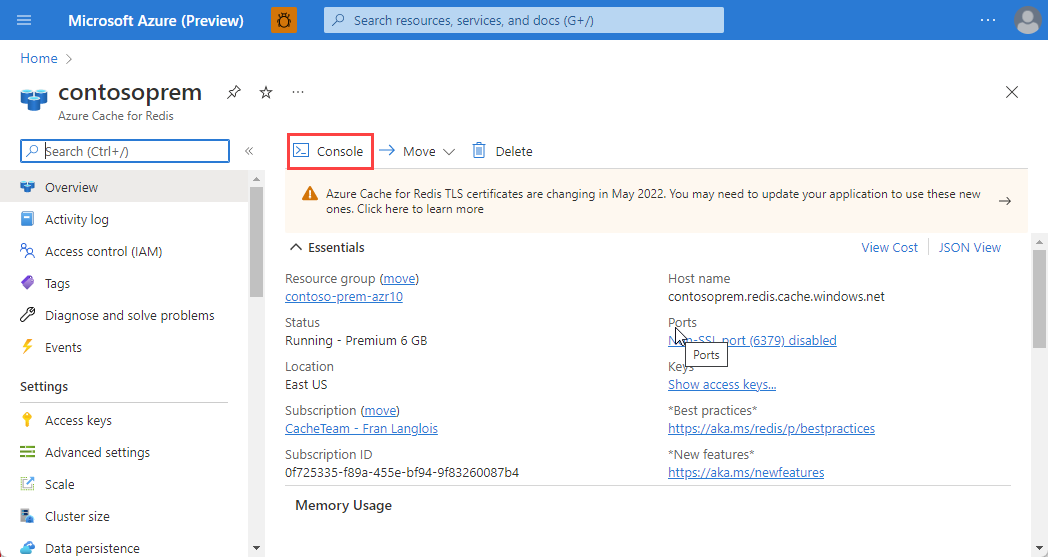 Microsoft Azure (Preview)
Search resources, services, and docs (G+/)
Home
contosoprem
Azure Cache for Redis
Search (Ctrl+/)
Overview
Activity log
Access control (IAM)
Tags
Diagnose and solve problems
Events
Settings
Access keys
Advanced settings
Scale
Cluster size
Data persistence
Console
Move
Delete
Azure Cache for Redis TLS certificates are changing in May 2022. You may need to update your application to use these new
ones. Click here to learn more
Essentials
View Cost
JSON View
Resource group (move)
contoso-prem-azr10
Status
Running - Premium 6 GB
Location
East US
Subscription (move)
CacheTeam - Fran Langlois
Subscription ID
0f725335-f89a-455e-bf94-9f83260087b4
Host name
contosoprem.redis.cache.windows.net
Ports
Non-SSL port (6379) disabled
Ports
Keys
Show access keys...
*Best practices*
https://aka.ms/redis/p/bestpractices
*New features*
https://aka.ms/newfeatures
Memory Usage